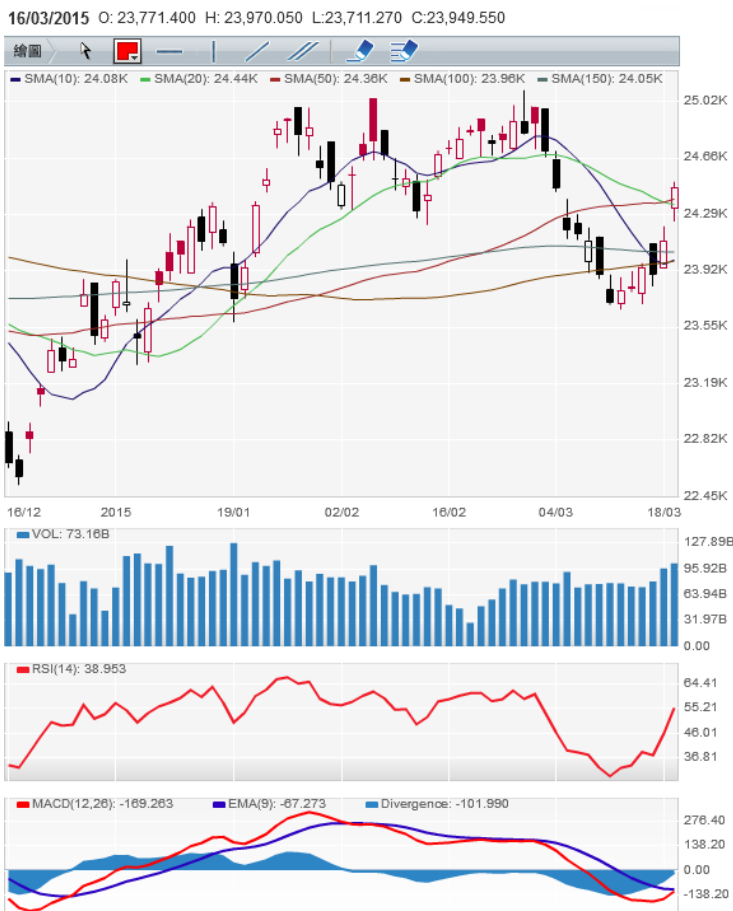 16/03/2015 O: 23,771.400 H: 23,970.050 L:23,711.270 C:23,949.550
繪圖
SMA(10): 24.08K SMA(20): 24.44K SMA(50): 24.36K SMA(100): 23.96K SMA(150): 24.05K
25.02K
24.66K
24.29K
23.92K
23.55K
23.19K
22.82K
22.45K
16/12 2015 19/01 02/02 16/02 04/03 18/03
VOL: 73.16B
127.89B
95.92B
63.94B
31.97B
0.00
RSI(14): 38.953
64.41
55.21
46.01
36.81
MACD(12,26): -169.263 EMA(9): -67.273 Divergence: -101.990
276.40
138.20
0.00
-138.20